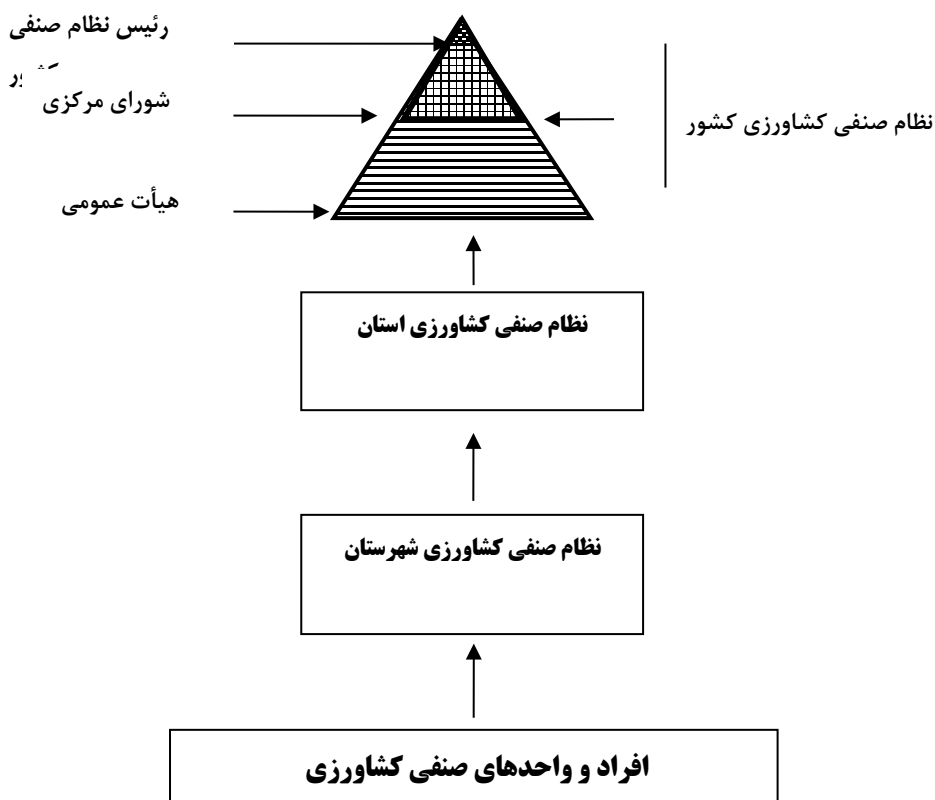 رئیس نظام صنفی
شورای مرکزی
نظام صنفی کشاورزی کشور
هیأت عمومی
نظام صنفی کشاورزی استان
نظام صنفی کشاورزی شهرستان
افراد و واحدهای صنفی کشاورزی